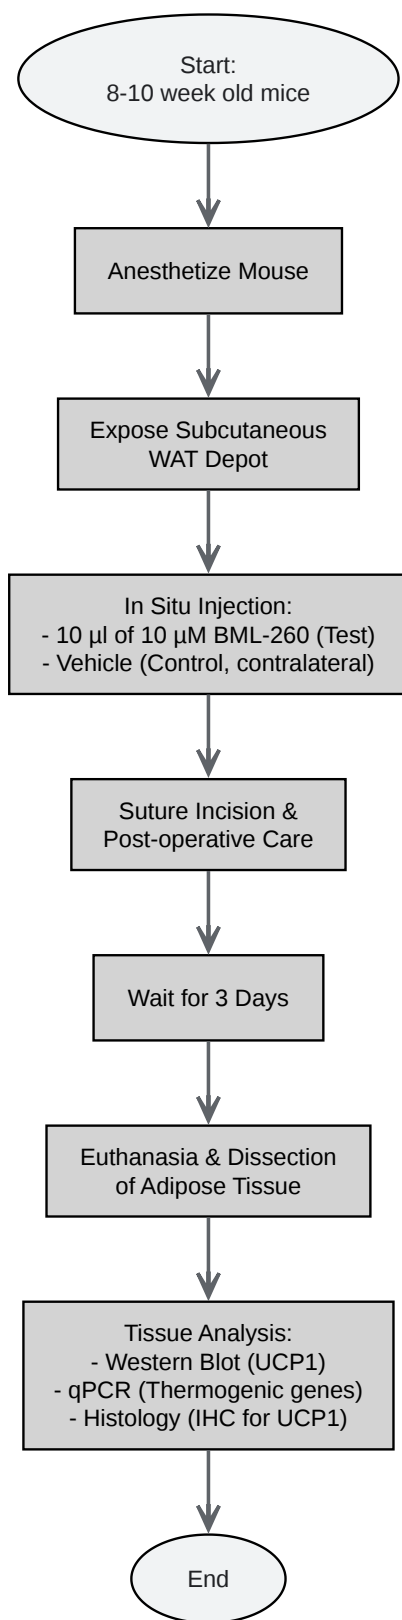 Start:
8-10 week old mice
Anesthetize Mouse
Expose Subcutaneous
WAT Depot
In Situ Injection:
- 10 µl of 10 µM BML-260 (Test)
- Vehicle (Control, contralateral)
Suture Incision &
Post-operative Care
Wait for 3 Days
Euthanasia & Dissection
of Adipose Tissue
Tissue Analysis:
- Western Blot (UCP1)
- qPCR (Thermogenic genes)
- Histology (IHC for UCP1)
End